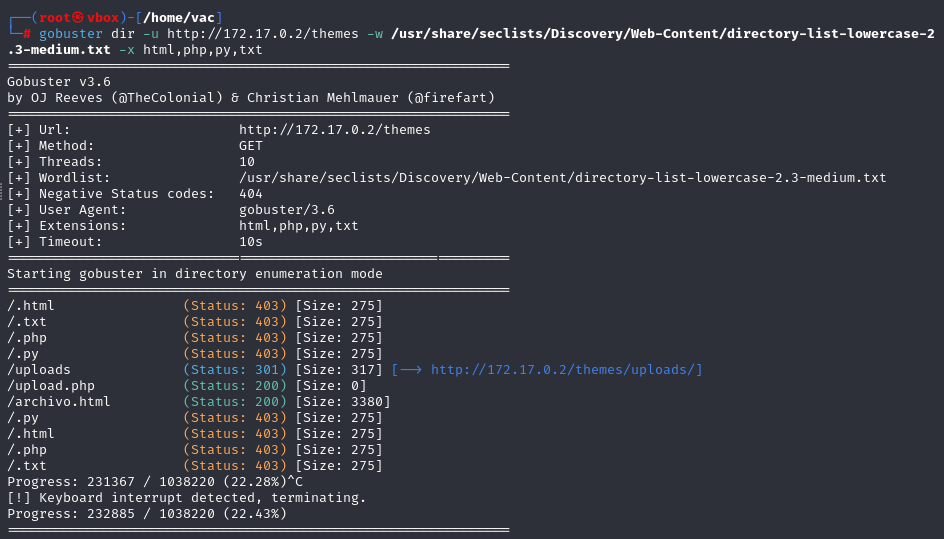 ┌──(root㉿vbox)-[/home/vac]
└─# gobuster dir -u http://172.17.0.2/themes -w /usr/share/seclists/Discovery/Web-Content/directory-list-lowercase-2
.3-medium.txt -x html,php,py,txt
===============================================================
Gobuster v3.6
by OJ Reeves (@TheColonial) & Christian Mehlmauer (@firefart)
===============================================================
[+] Url:                     http://172.17.0.2/themes
[+] Method:                  GET
[+] Threads:                 10
[+] Wordlist:                /usr/share/seclists/Discovery/Web-Content/directory-list-lowercase-2.3-medium.txt
[+] Negative Status codes:   404
[+] User Agent:              gobuster/3.6
[+] Extensions:              html,php,py,txt
[+] Timeout:                 10s
===============================================================
Starting gobuster in directory enumeration mode
===============================================================
/.html                (Status: 403) [Size: 275]
/.txt                 (Status: 403) [Size: 275]
/.php                 (Status: 403) [Size: 275]
/.py                  (Status: 403) [Size: 275]
/uploads              (Status: 301) [Size: 317] [--> http://172.17.0.2/themes/uploads/]
/upload.php           (Status: 200) [Size: 0]
/archivo.html         (Status: 200) [Size: 3380]
/.py                  (Status: 403) [Size: 275]
/.html                (Status: 403) [Size: 275]
/.php                 (Status: 403) [Size: 275]
/.txt                 (Status: 403) [Size: 275]
Progress: 231367 / 1038220 (22.28%)^C
[!] Keyboard interrupt detected, terminating.
Progress: 232885 / 1038220 (22.43%)
===============================================================